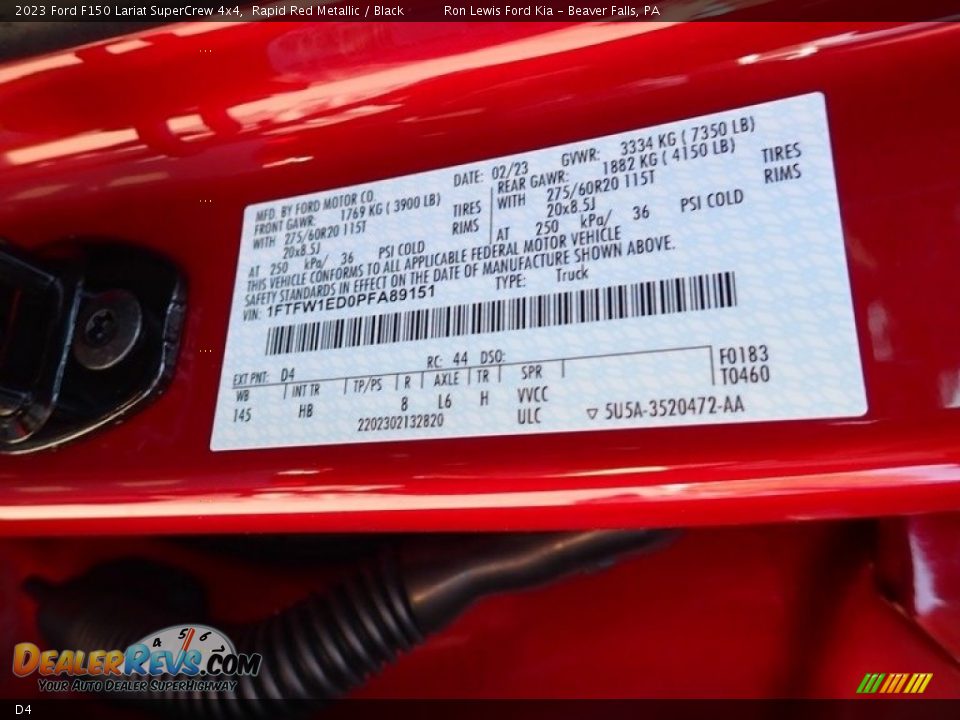 2023 Ford F150 Lariat SuperCrew 4x4, Rapid Red Metallic / Black Ron Lewis Ford Kia - Beaver Falls, PA
MFD. BY FORD MOTOR CO. DATE: 02/23 GVWR: 3334 KG ( 7350 LB)
FRONT GAWR: 1769 KG ( 3900 LB) REAR GAWR: 1882 KG ( 4150 LB)
WITH 275/60R20 115T TIRES WITH 275/60R20 115T TIRES
20x8.5J RIMS 20x8.5J RIMS
AT 250 kPa/ 36 PSI COLD AT 250 kPa/ 36 PSI COLD
THIS VEHICLE CONFORMS TO ALL APPLICABLE FEDERAL MOTOR VEHICLE
SAFETY STANDARDS IN EFFECT ON THE DATE OF MANUFACTURE SHOWN ABOVE.
VIN: 1FTFW1ED0PFA89151 TYPE: Truck
EXT PNT: D4 RC: 44 DSO: F0183
WB INT TR TP/PS R AXLE TR SPR T0460
145 HB 8 L6 H VVCC
2202302132820 ULC ▽ 5U5A-3520472-AA
4 5 6
DEALERREVS.COM
YOUR AUTO DEALER SUPERHIGHWAY
D4